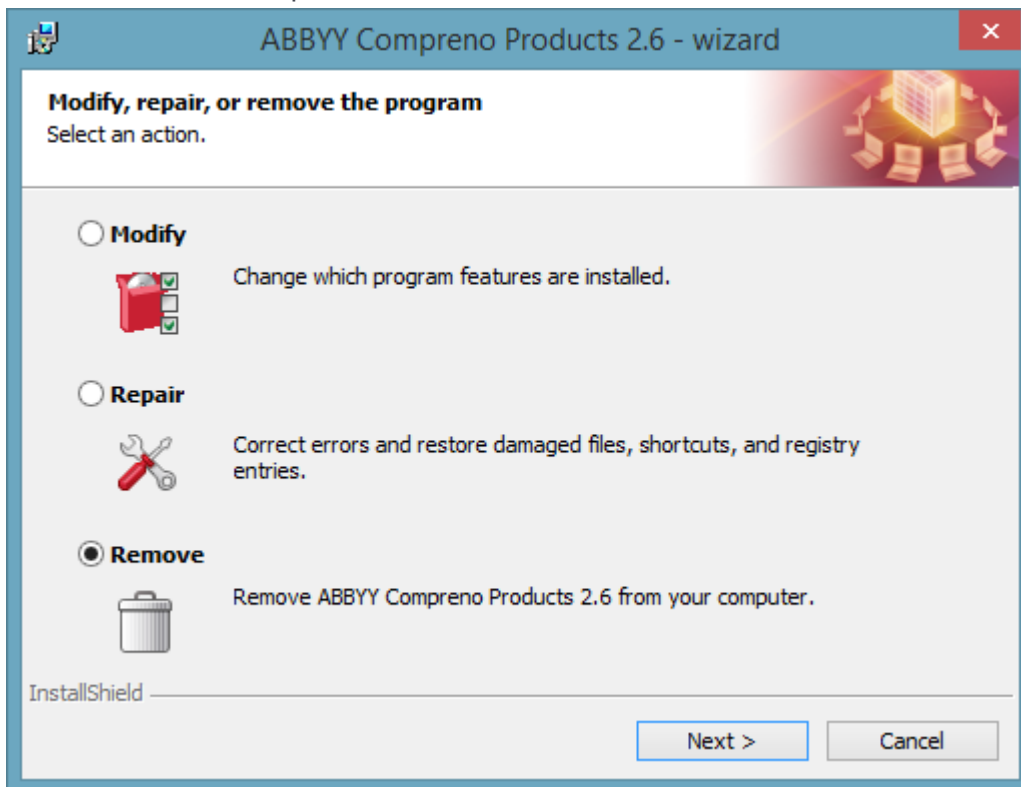 ABBYY Compreno Products 2.6 - wizard
Modify, repair, or remove the program
Select an action.
Modify
Change which program features are installed.
Repair
Correct errors and restore damaged files, shortcuts, and registry
entries.
Remove
Remove ABBYY Compreno Products 2.6 from your computer.
InstallShield
Next >
Cancel